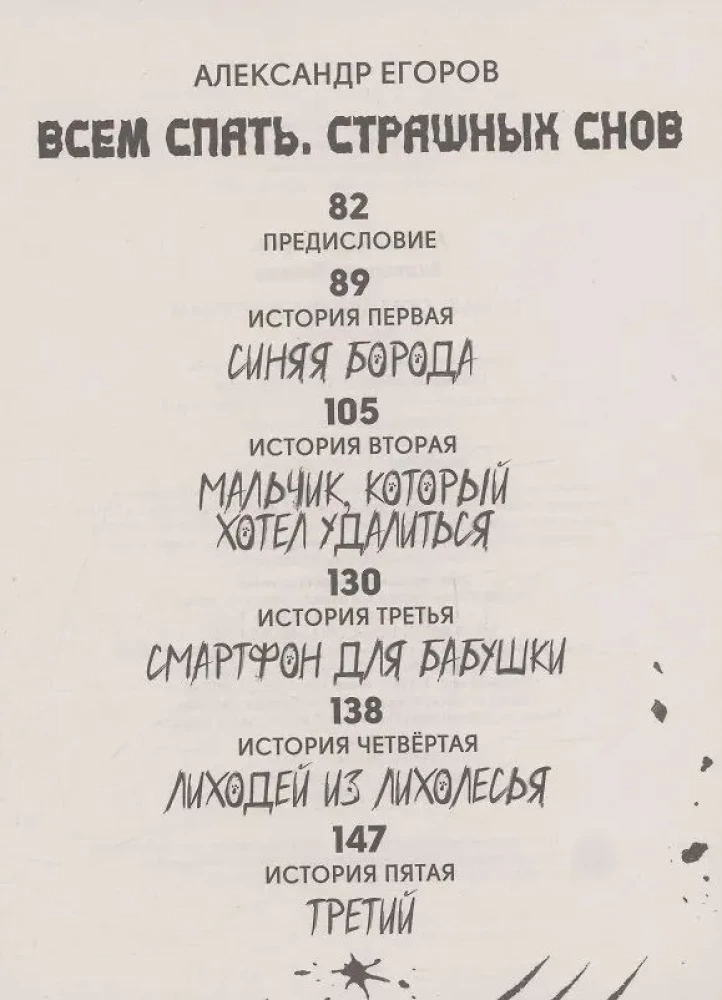 АЛЕКСАНДР ЕГОРОВ
ВСЕМ СПАТЬ. СТРАШНЫХ СНОВ
82
ПРЕДИСЛОВИЕ
89
ИСТОРИЯ ПЕРВАЯ
СИНЯЯ БОРОДА
105
ИСТОРИЯ ВТОРАЯ
МАЛЬЧИК, КОТОРЫЙ
ХОТЕЛ УДАЛИТЬСЯ
130
ИСТОРИЯ ТРЕТЬЯ
СМАРТФОН ДЛЯ БАБУШКИ
138
ИСТОРИЯ ЧЕТВЁРТАЯ
ЛИХОДЕЙ ИЗ ЛИХОЛЕСЬЯ
147
ИСТОРИЯ ПЯТАЯ
ТРЕТИЙ